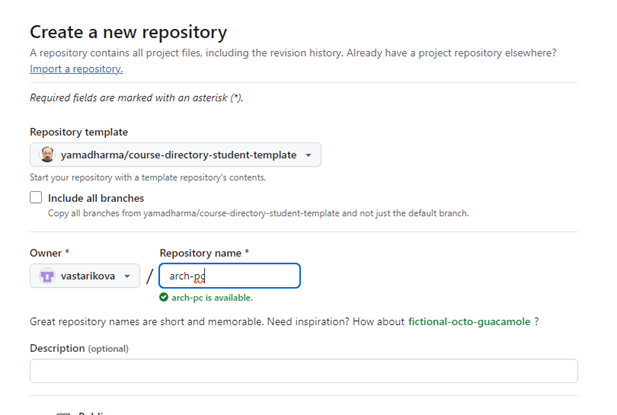 Create a new repository
A repository contains all project files, including the revision history. Already have a project repository elsewhere?
Import a repository.
Required fields are marked with an asterisk (*).
Repository template
yamadharma/course-directory-student-template
Start your repository with a template repository's contents.
Include all branches
Copy all branches from yamadharma/course-directory-student-template and not just the default branch.
Owner * Repository name *
vastarikova / arch-pc
arch-pc is available.
Great repository names are short and memorable. Need inspiration? How about fictional-octo-guacamole ?
Description (optional)